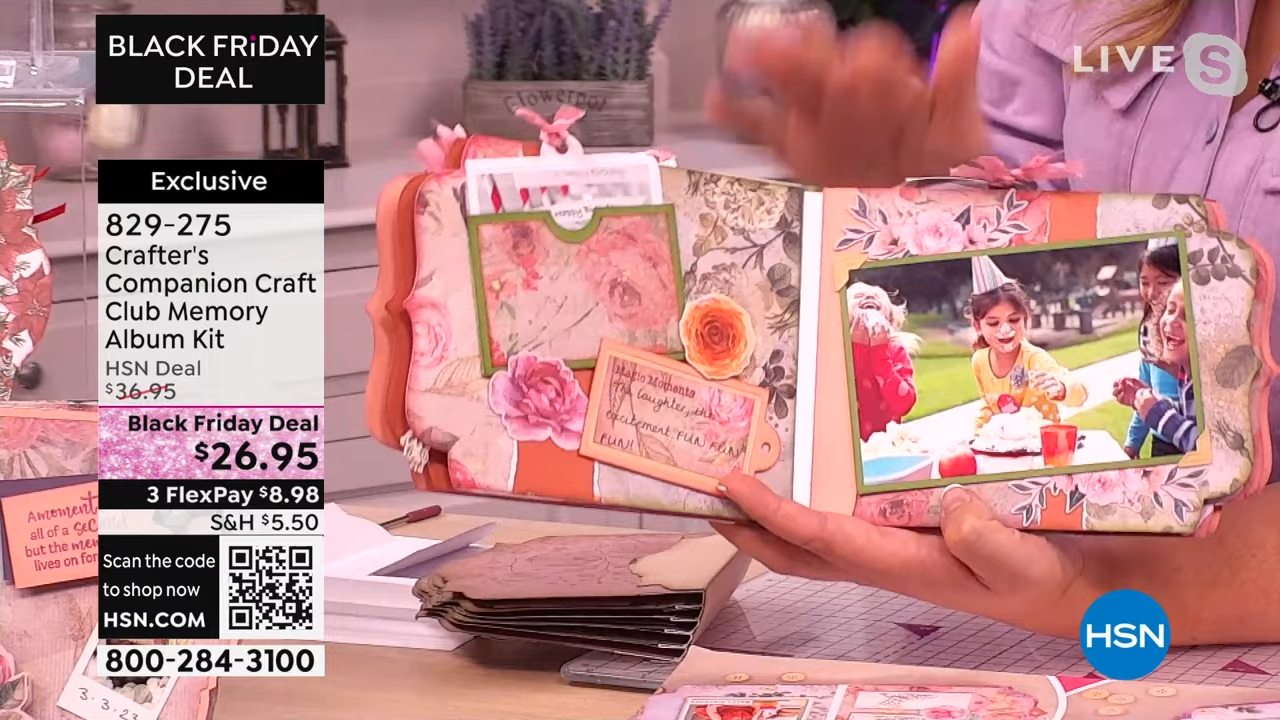 BLACK FRiDAY
DEAL
Exclusive
829-275
Crafter's
Companion Craft
Club Memory
Album Kit
HSN Deal
$36.95
Black Friday Deal
$26.95
3 FlexPay $8.98
S&H $5.50
Scan the code
to shop now
HSN.COM
800-284-3100
LIVE S
Flowerpot
Magic Moments
The laughter, the
excitement FUN FUN
FUN!
A moment
all of a sec
but the mem
lives on for
3.3.23
HSN